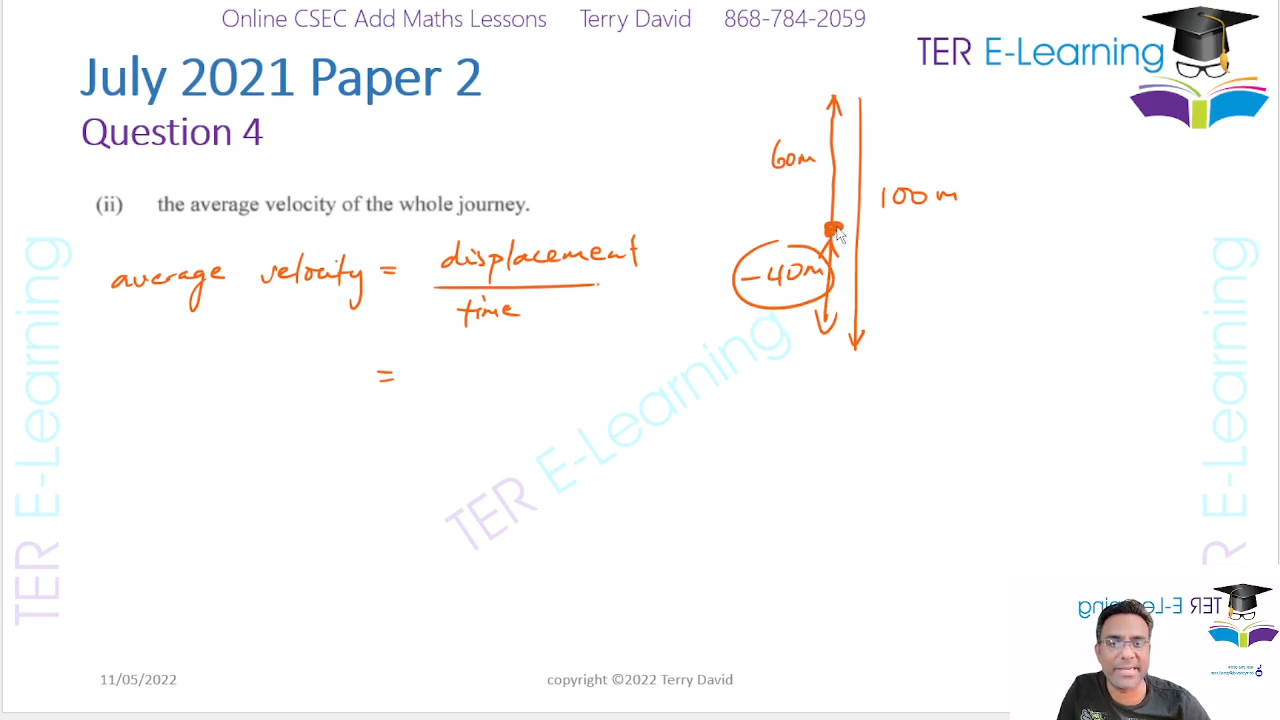 Online CSEC Add Maths Lessons Terry David 868-784-2059
TER E-Learning
July 2021 Paper 2
Question 4
60m
100m
(ii) the average velocity of the whole journey.
average velocity = displacement
time
-40m
=
TER E-Learning
TER E-Learning
TER E-Learning
TER E-Learning
11/05/2022
copyright ©2022 Terry David